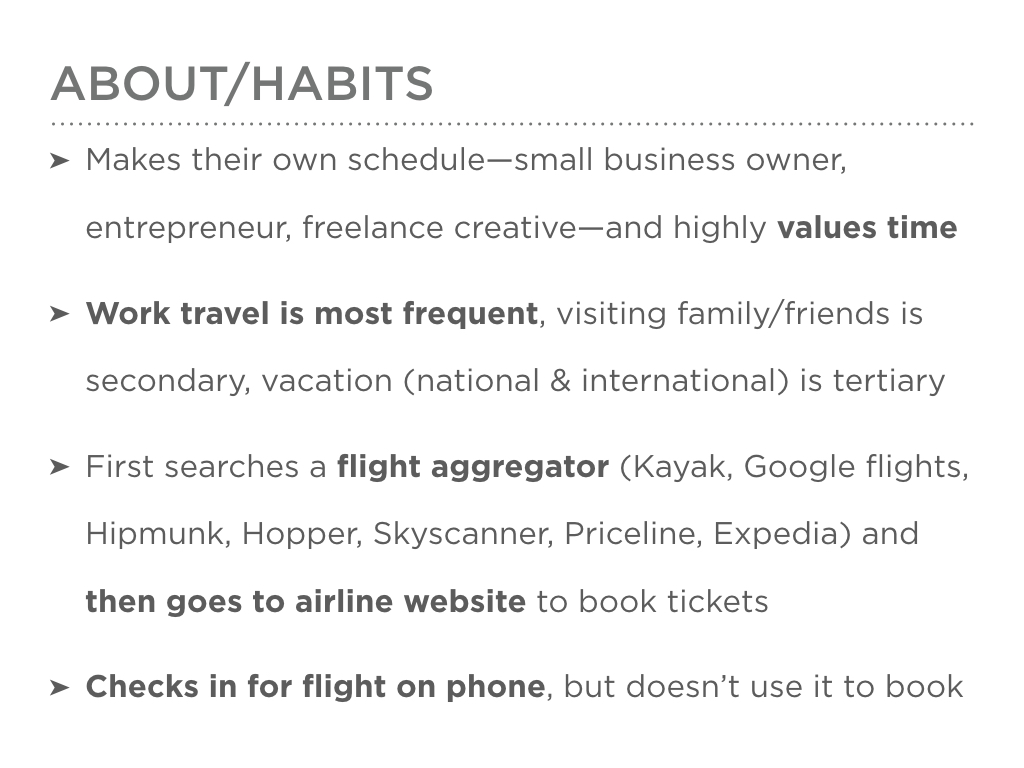 ABOUT/HABITS
➤ Makes their own schedule—small business owner,
entrepreneur, freelance creative—and highly values time
➤ Work travel is most frequent, visiting family/friends is
secondary, vacation (national & international) is tertiary
➤ First searches a flight aggregator (Kayak, Google flights,
Hipmunk, Hopper, Skyscanner, Priceline, Expedia) and
then goes to airline website to book tickets
➤ Checks in for flight on phone, but doesn’t use it to book